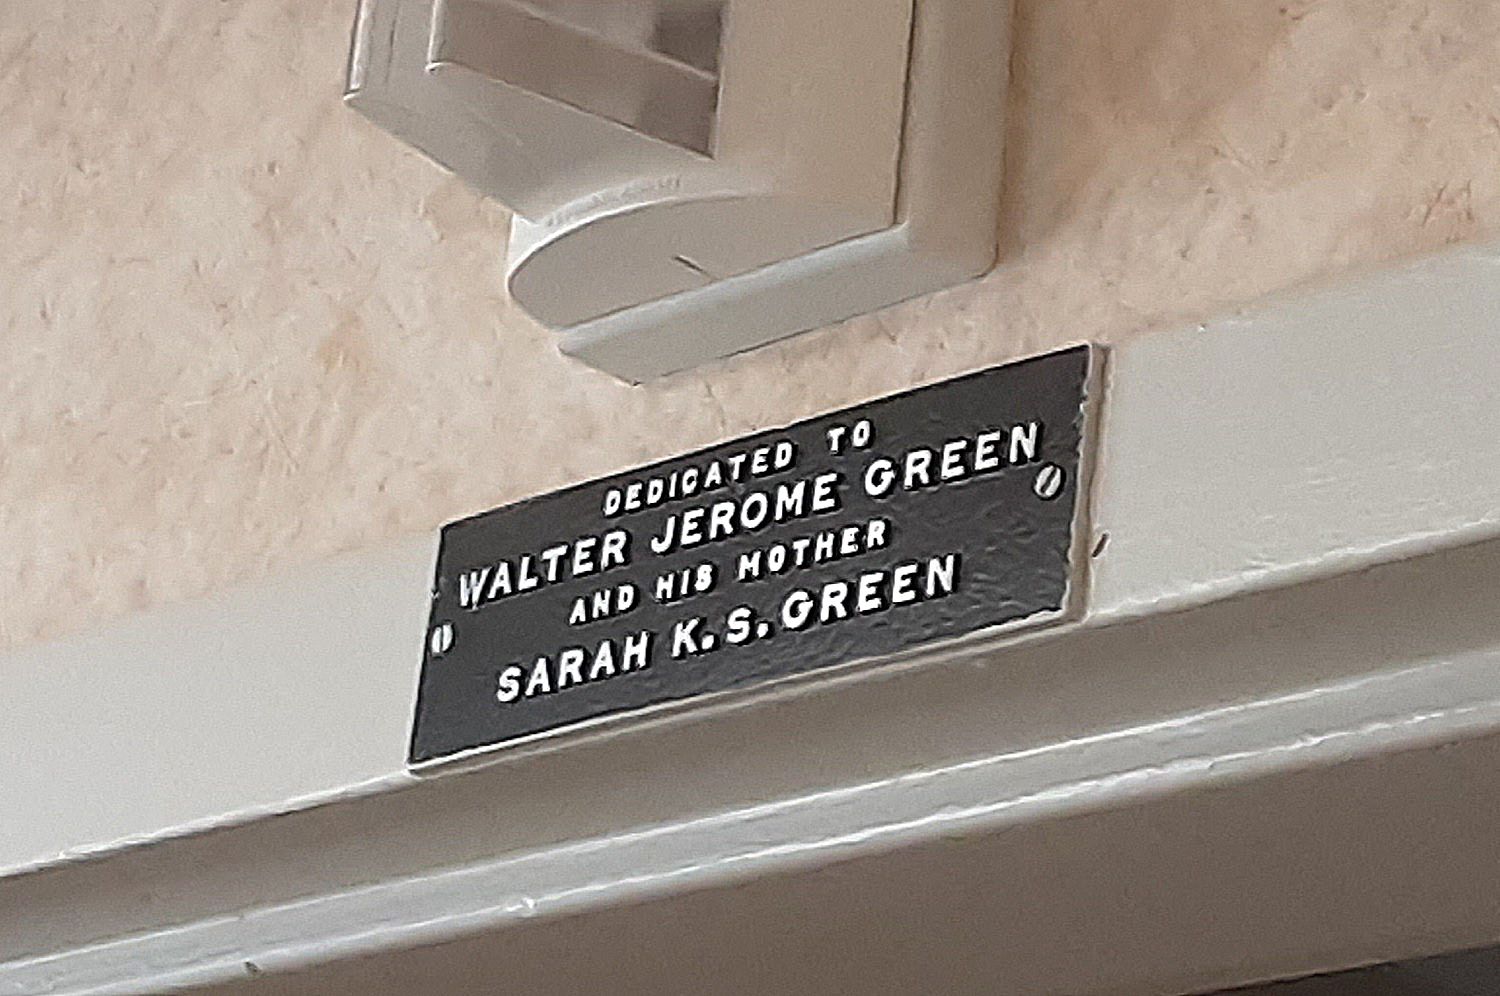 DEDICATED TO
WALTER JEROME GREEN
AND HIS MOTHER
SARAH K.S. GREEN